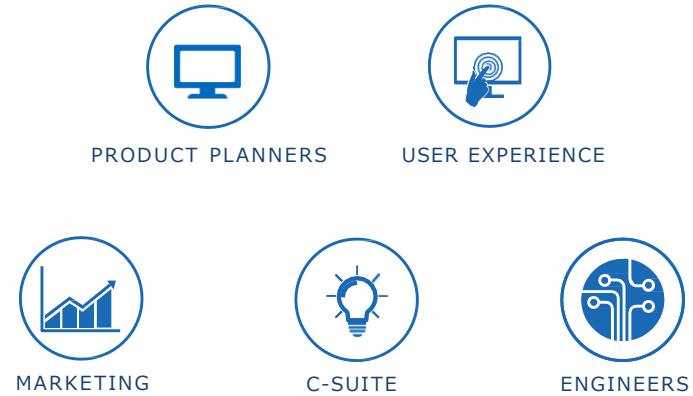 PRODUCT PLANNERS
USER EXPERIENCE
MARKETING
C-SUITE
ENGINEERS